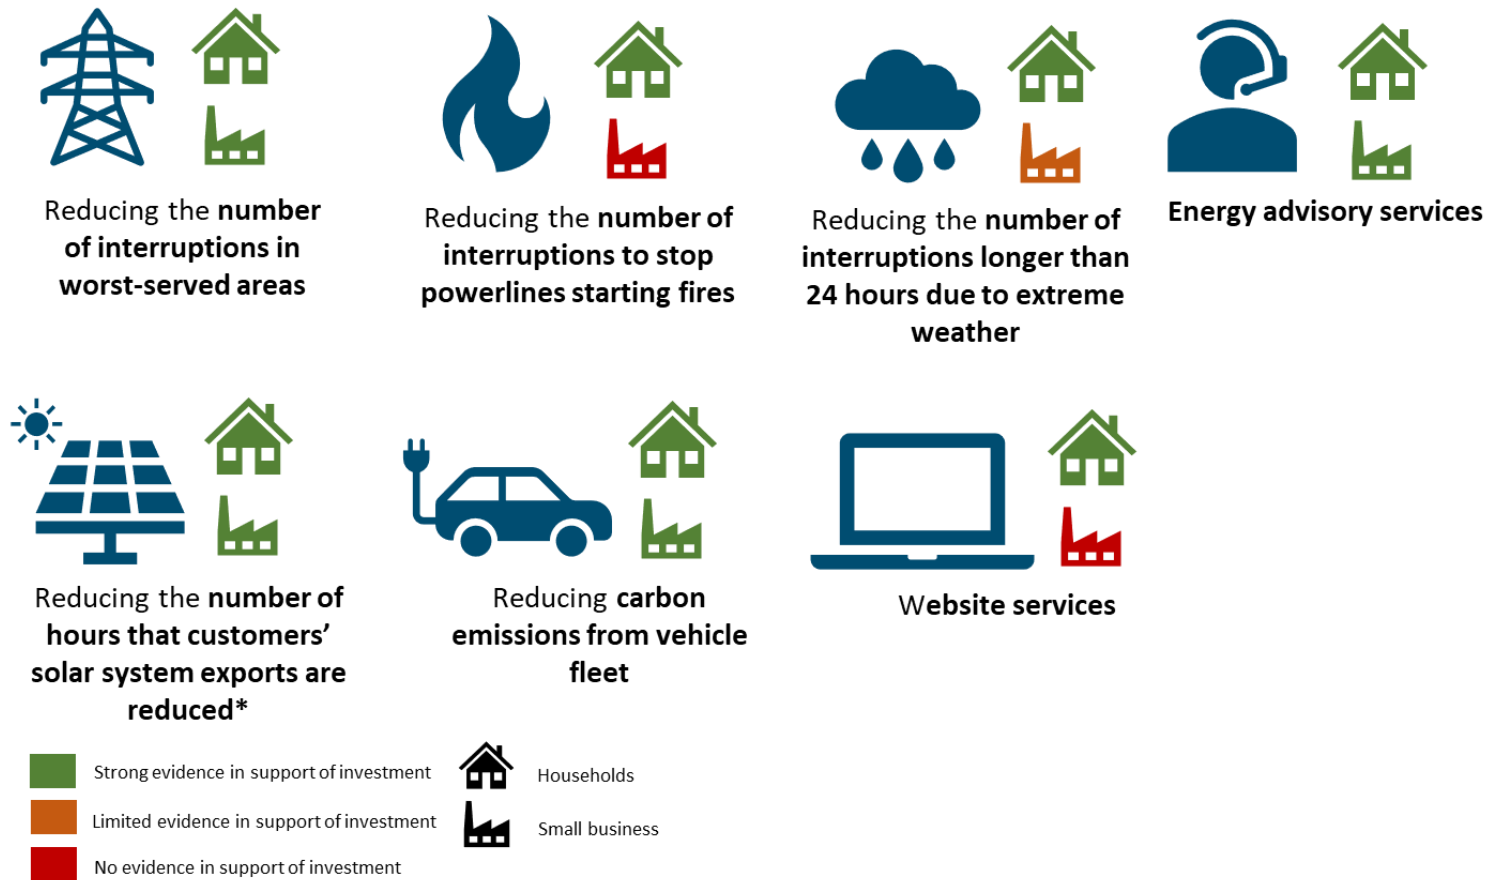 Reducing the number
of interruptions in
worst-served areas
Reducing the number of
interruptions to stop
powerlines starting fires
Reducing the number of
interruptions longer than
24 hours due to extreme
weather
Energy advisory services
Reducing the number of
hours that customers’
solar system exports are
reduced*
Reducing carbon
emissions from vehicle
fleet
Website services
Strong evidence in support of investment
Limited evidence in support of investment
No evidence in support of investment
Households
Small business